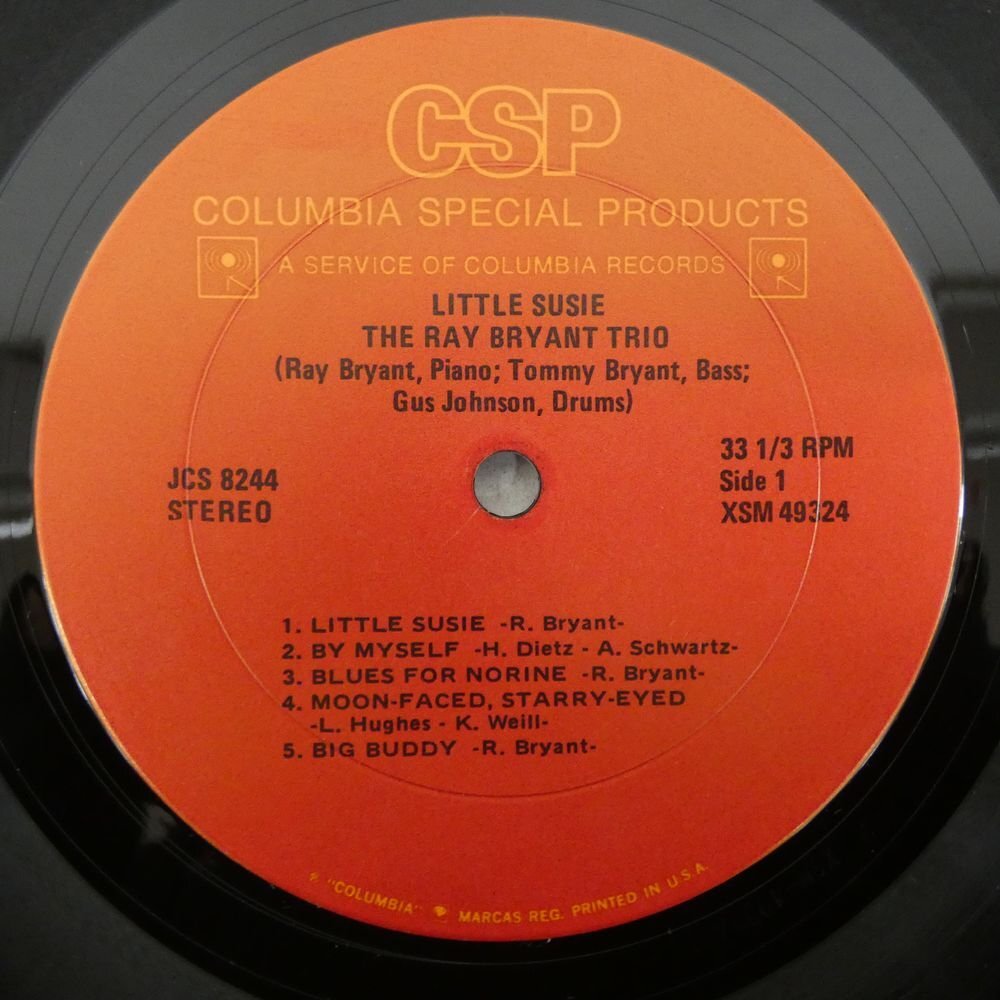 CSP
COLUMBIA SPECIAL PRODUCTS
A SERVICE OF COLUMBIA RECORDS
LITTLE SUSIE
THE RAY BRYANT TRIO
(Ray Bryant, Piano; Tommy Bryant, Bass;
Gus Johnson, Drums)
JCS 8244
STEREO
33 1/3 RPM
Side 1
XSM 49324
1. LITTLE SUSIE -R. Bryant-
2. BY MYSELF -H. Dietz - A. Schwartz-
3. BLUES FOR NORINE -R. Bryant-
4. MOON-FACED, STARRY-EYED
-L. Hughes - K. Weill-
5. BIG BUDDY -R. Bryant-
"COLUMBIA" MARCAS REG. PRINTED IN U.S.A.